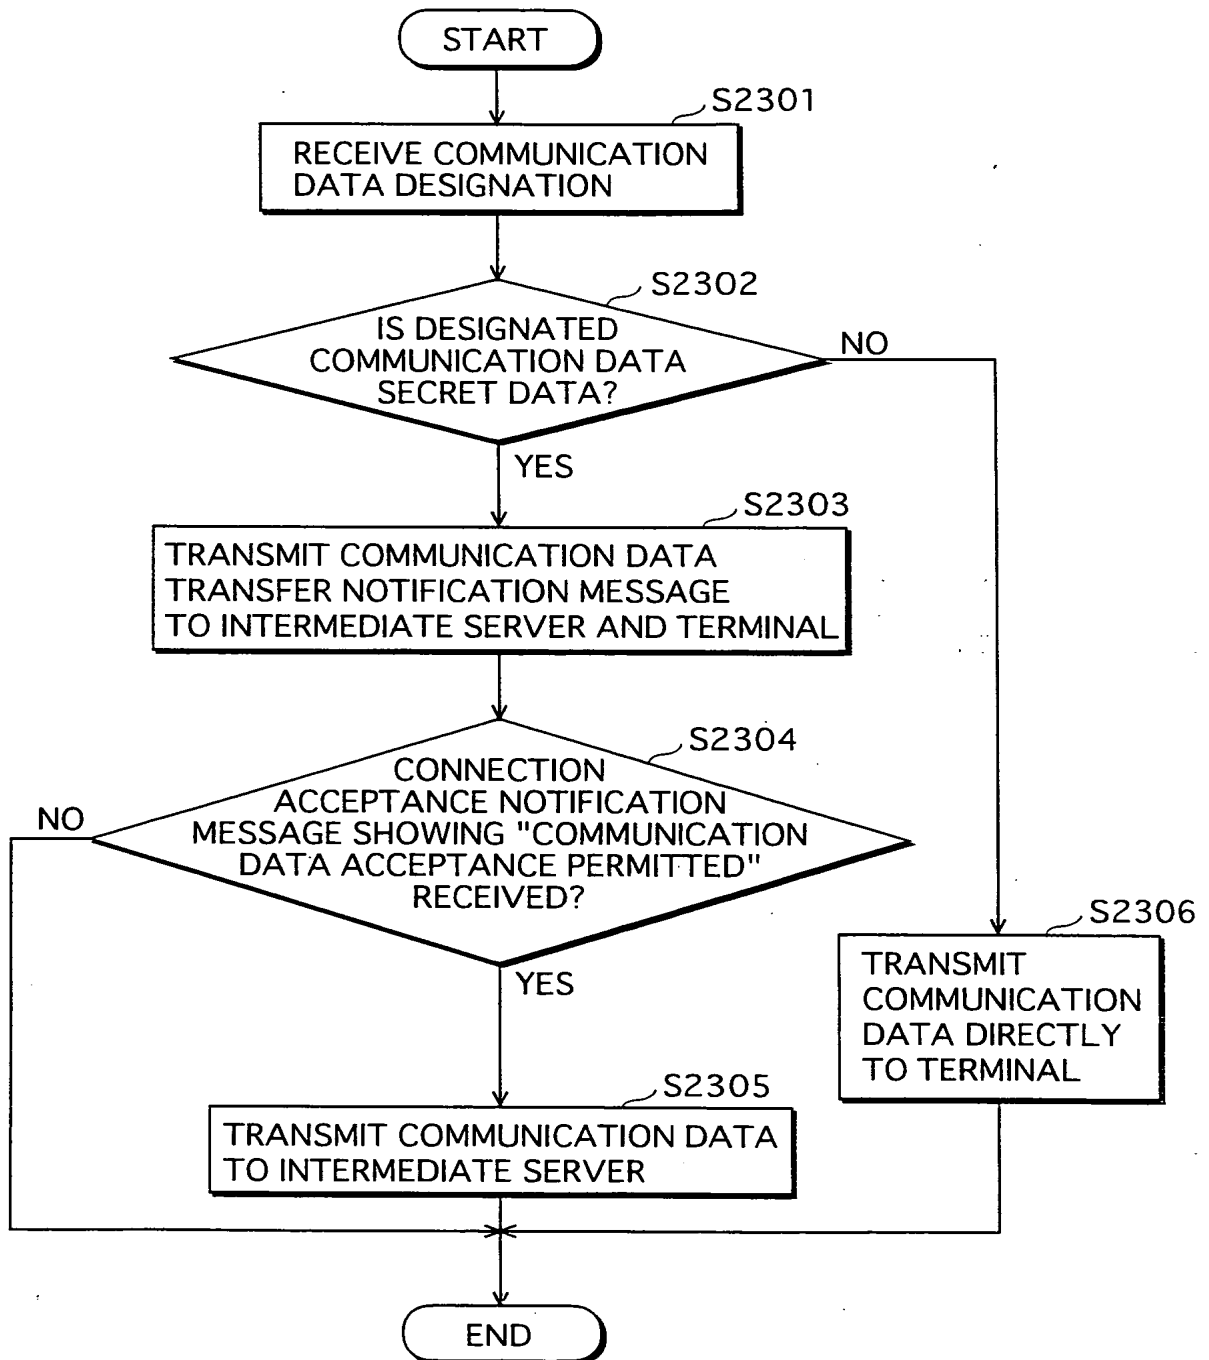 START
S2301
RECEIVE COMMUNICATION
DATA DESIGNATION
S2302
IS DESIGNATED
COMMUNICATION DATA
SECRET DATA?
NO
YES
S2303
TRANSMIT COMMUNICATION DATA
TRANSFER NOTIFICATION MESSAGE
TO INTERMEDIATE SERVER AND TERMINAL
S2304
CONNECTION
ACCEPTANCE NOTIFICATION
MESSAGE SHOWING "COMMUNICATION
DATA ACCEPTANCE PERMITTED"
RECEIVED?
NO
YES
S2306
TRANSMIT
COMMUNICATION
DATA DIRECTLY
TO TERMINAL
S2305
TRANSMIT COMMUNICATION DATA
TO INTERMEDIATE SERVER
END